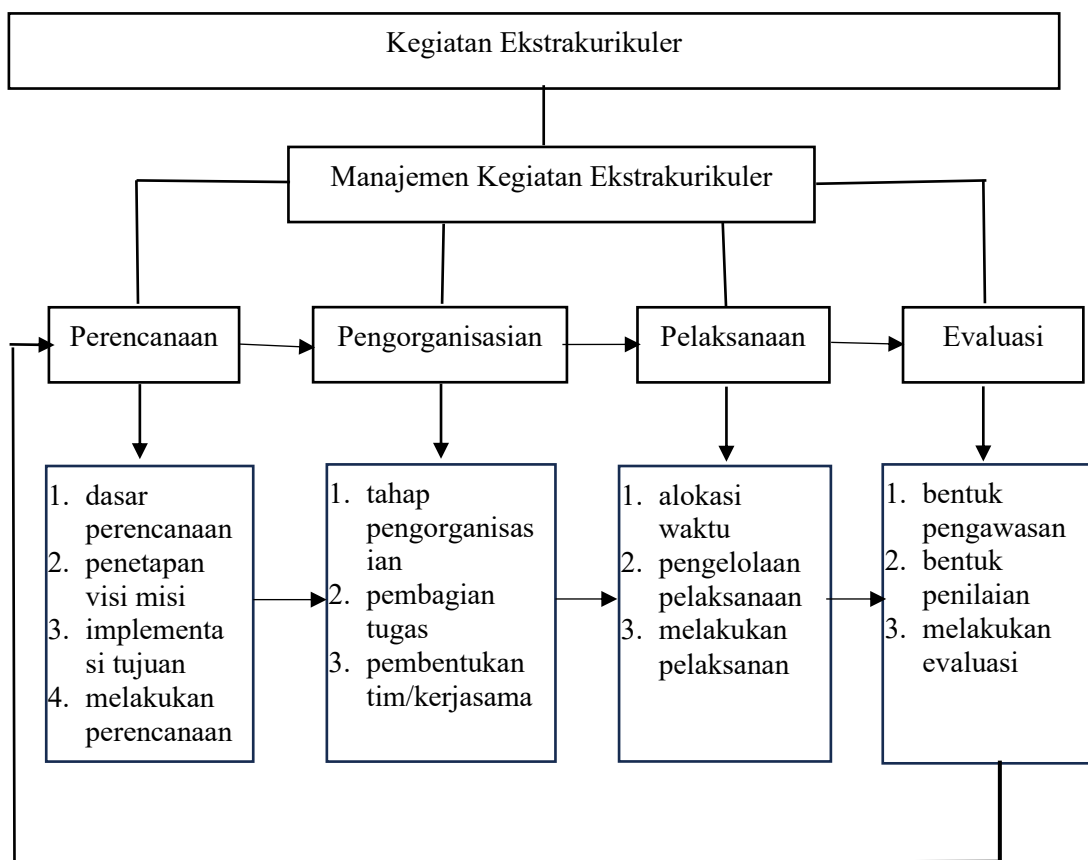 Kegiatan Ekstrakurikuler
Manajemen Kegiatan Ekstrakurikuler
Perencanaan
Pengorganisasian
Pelaksanaan
Evaluasi
1. dasar
perencanaan
2. penetapan
visi misi
3. implementa
si tujuan
4. melakukan
perencanaan
1. tahap
pengorganisas
ian
2. pembagian
tugas
3. pembentukan
tim/kerjasama
1. alokasi
waktu
2. pengelolaan
pelaksanaan
3. melakukan
pelaksanan
1. bentuk
pengawasan
2. bentuk
penilaian
3. melakukan
evaluasi